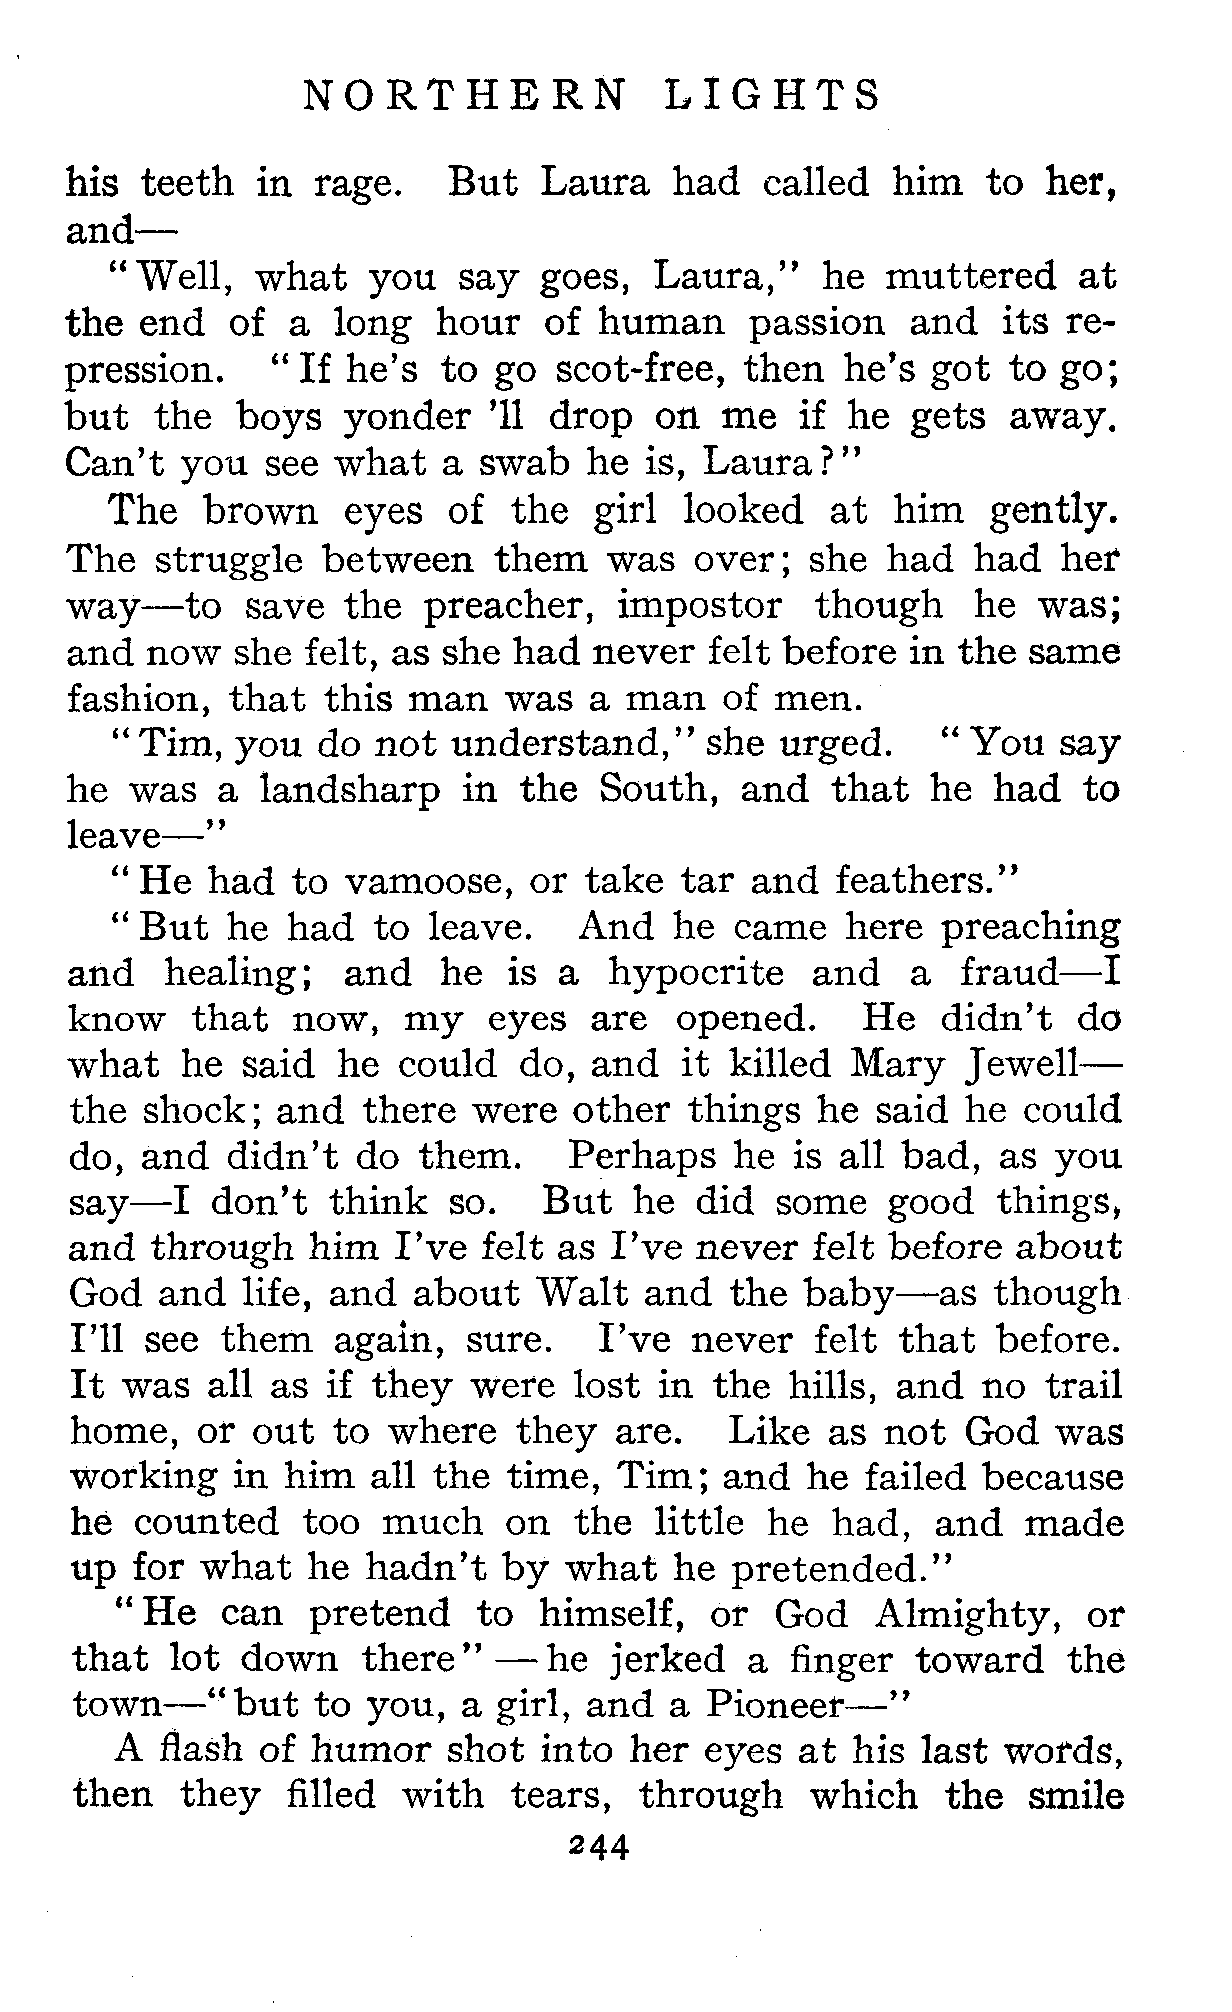 NORTHERN LIGHTS
his teeth in rage. But Laura had called him to her,
and—
"Well, what you say goes, Laura," he muttered at
the end of a long hour of human passion and its re-
pression. "If he's to go scot-free, then he's got to go;
but the boys yonder 'll drop on me if he gets away.
Can't you see what a swab he is, Laura?"
The brown eyes of the girl looked at him gently.
The struggle between them was over; she had had her
way—to save the preacher, impostor though he was;
and now she felt, as she had never felt before in the same
fashion, that this man was a man of men.
"Tim, you do not understand," she urged. "You say
he was a landsharp in the South, and that he had to
leave—"
"He had to vamoose, or take tar and feathers."
"But he had to leave. And he came here preaching
and healing; and he is a hypocrite and a fraud—I
know that now, my eyes are opened. He didn't do
what he said he could do, and it killed Mary Jewell—
the shock; and there were other things he said he could
do, and didn't do them. Perhaps he is all bad, as you
say—I don't think so. But he did some good things,
and through him I've felt as I've never felt before about
God and life, and about Walt and the baby—as though
I'll see them again, sure. I've never felt that before.
It was all as if they were lost in the hills, and no trail
home, or out to where they are. Like as not God was
working in him all the time, Tim; and he failed because
he counted too much on the little he had, and made
up for what he hadn't by what he pretended."
"He can pretend to himself, or God Almighty, or
that lot down there" — he jerked a finger toward the
town—"but to you, a girl, and a Pioneer—"
A flash of humor shot into her eyes at his last words,
then they filled with tears, through which the smile
244